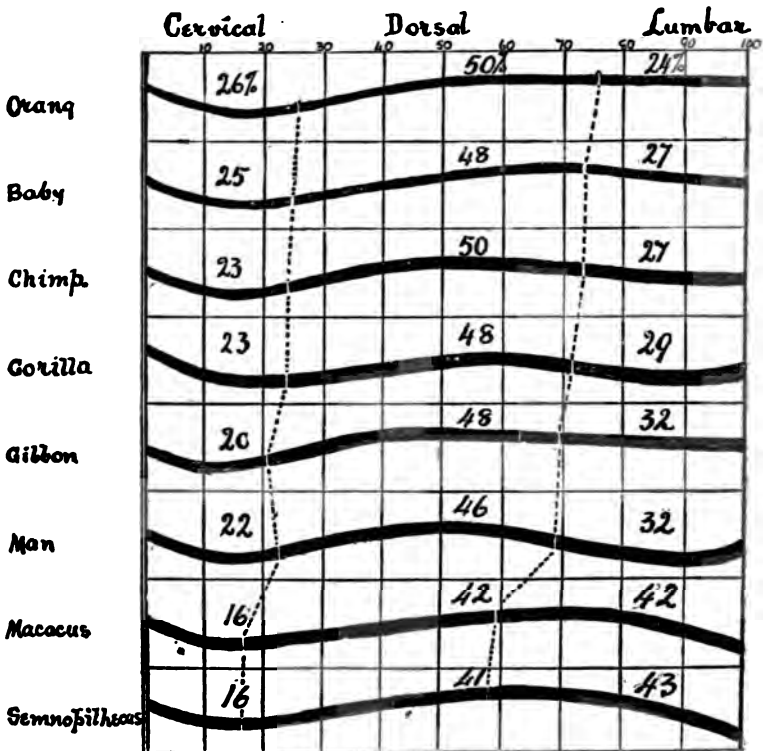 Cervical Dorsal Lumbar
10 20 30 40 50 60 70 80 90 100
Orang 26% 50% 24%
Baby 25 48 27
Chimp. 23 50 27
Gorilla 23 48 29
Gibbon 20 48 32
Man 22 46 32
Macacus 16 42 42
Semnopithecus 16 41 43